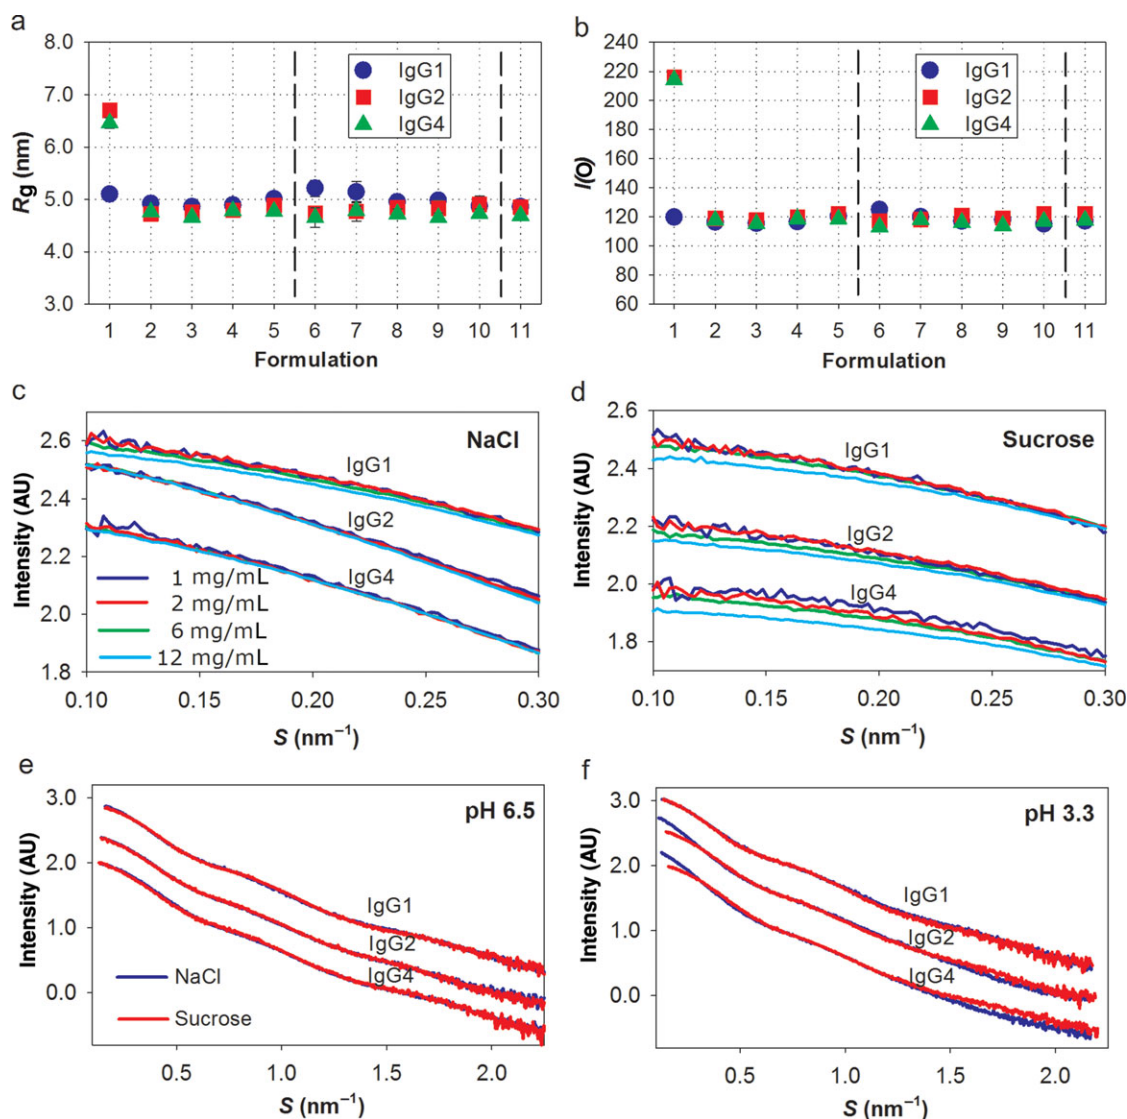 a
8.0
7.0
6.0
5.0
4.0
3.0
Rg (nm)
IgG1
IgG2
IgG4
1 2 3 4 5 6 7 8 9 10 11
Formulation
b
240
220
200
180
160
140
120
100
80
60
I(O)
IgG1
IgG2
IgG4
1 2 3 4 5 6 7 8 9 10 11
Formulation
c
2.6
2.4
2.2
2.0
1.8
Intensity (AU)
NaCl
IgG1
IgG2
IgG4
1 mg/mL
2 mg/mL
6 mg/mL
12 mg/mL
0.10 0.15 0.20 0.25 0.30
S (nm⁻¹)
d
2.6
2.4
2.2
2.0
1.8
Intensity (AU)
Sucrose
IgG1
IgG2
IgG4
0.10 0.15 0.20 0.25 0.30
S (nm⁻¹)
e
3.0
2.0
1.0
0.0
Intensity (AU)
pH 6.5
IgG1
IgG2
IgG4
NaCl
Sucrose
0.5 1.0 1.5 2.0
S (nm⁻¹)
f
3.0
2.0
1.0
0.0
Intensity (AU)
pH 3.3
IgG1
IgG2
IgG4
0.5 1.0 1.5 2.0
S (nm⁻¹)